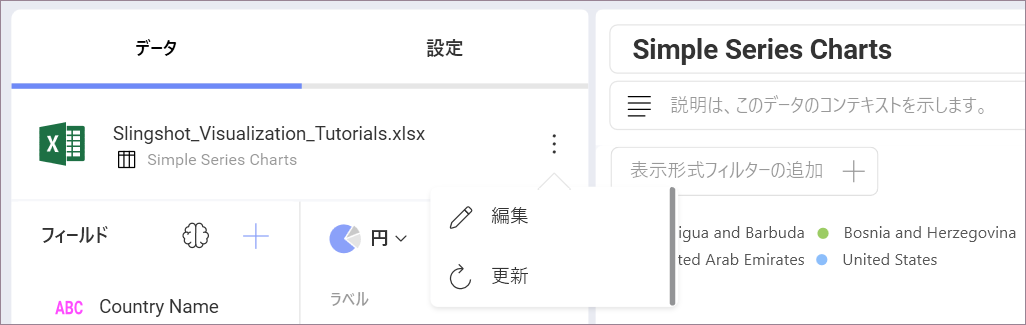 データ
設定
Slingshot_Visualization_Tutorials.xlsx
Simple Series Charts
編集
更新
フィールド
円
ラベル
ABC Country Name
Simple Series Charts
説明は、このデータのコンテキストを示します。
表示形式フィルターの追加
igua and Barbuda Bosnia and Herzegovina
ted Arab Emirates United States